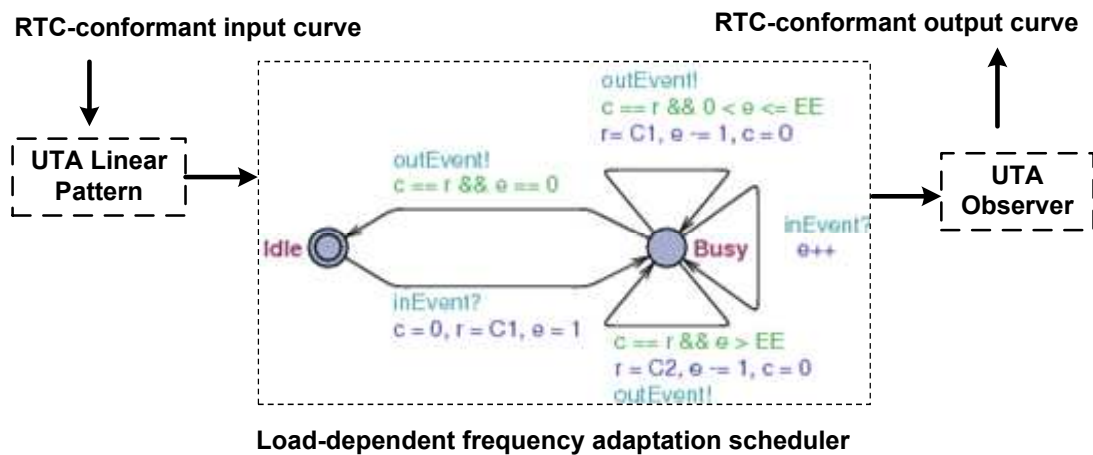 RTC-conformant input curve
RTC-conformant output curve
UTA Linear
Pattern
outEvent!
c == r && 0 < e <= EE
r= C1, e -= 1, c = 0
outEvent!
c == r && e == 0
UTA
Observer
Idle
Busy
inEvent?
e++
inEvent?
c = 0, r = C1, e = 1
c == r && e > EE
r = C2, e -= 1, c = 0
outEvent!
Load-dependent frequency adaptation scheduler